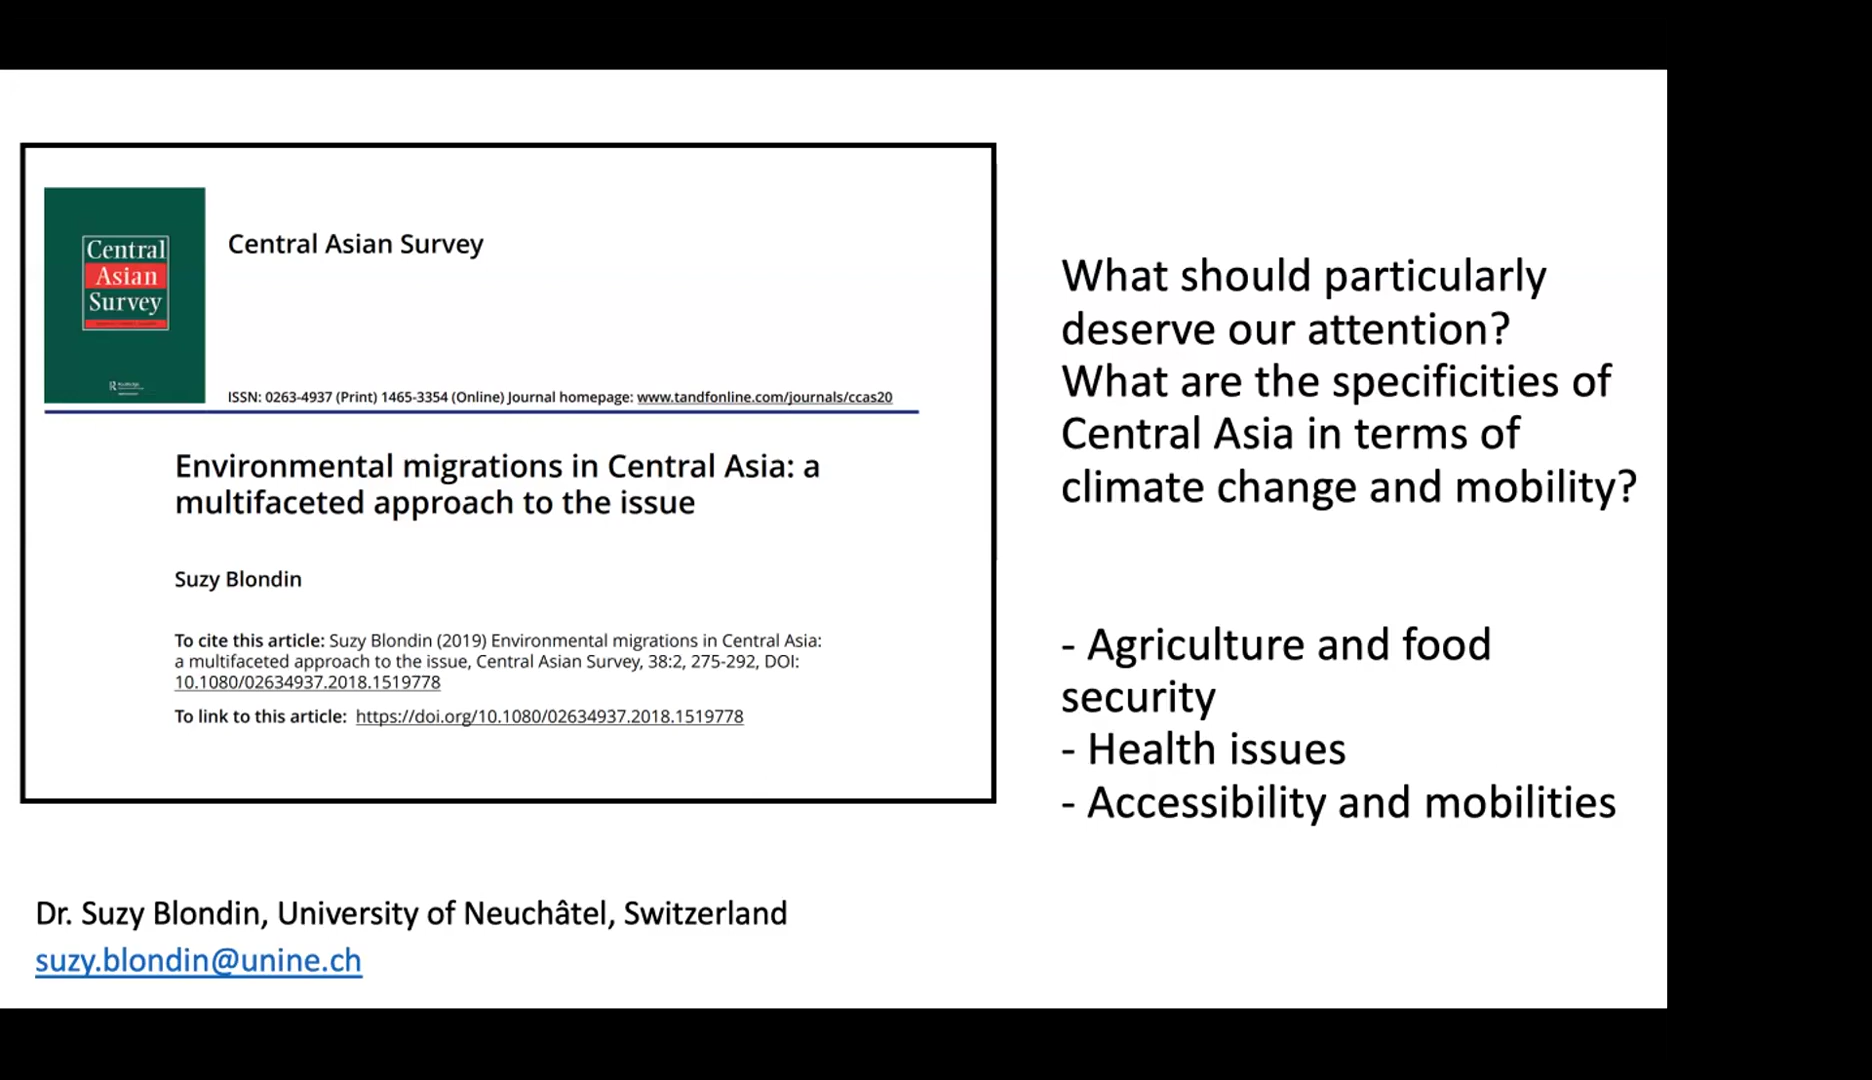 Central
Asian
Survey
Central Asian Survey
ISSN: 0263-4937 (Print) 1465-3354 (Online) Journal homepage: www.tandfonline.com/journals/ccas20
Environmental migrations in Central Asia: a
multifaceted approach to the issue
Suzy Blondin
To cite this article: Suzy Blondin (2019) Environmental migrations in Central Asia:
a multifaceted approach to the issue, Central Asian Survey, 38:2, 275-292, DOI:
10.1080/02634937.2018.1519778
To link to this article: https://doi.org/10.1080/02634937.2018.1519778
What should particularly
deserve our attention?
What are the specificities of
Central Asia in terms of
climate change and mobility?
- Agriculture and food
security
- Health issues
- Accessibility and mobilities
Dr. Suzy Blondin, University of Neuchâtel, Switzerland
suzy.blondin@unine.ch